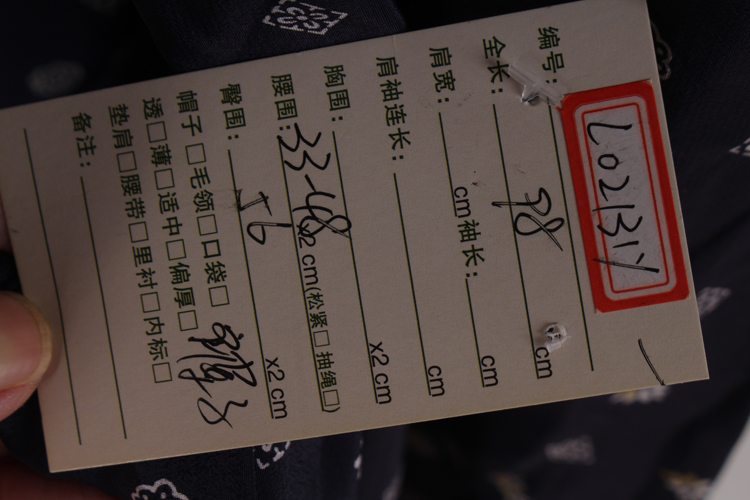 编号: L021314
全长: 98 cm
肩宽: cm 袖长: cm
肩袖连长: cm
胸围: x2 cm
腰围: 33-48 x2 cm(松紧□ 抽绳□)
臀围: 56 x2 cm
帽子□ 毛领□ 口袋□
透□ 薄□ 适中□ 偏厚□
垫肩□ 腰带□ 里衬□ 内标□
备注: